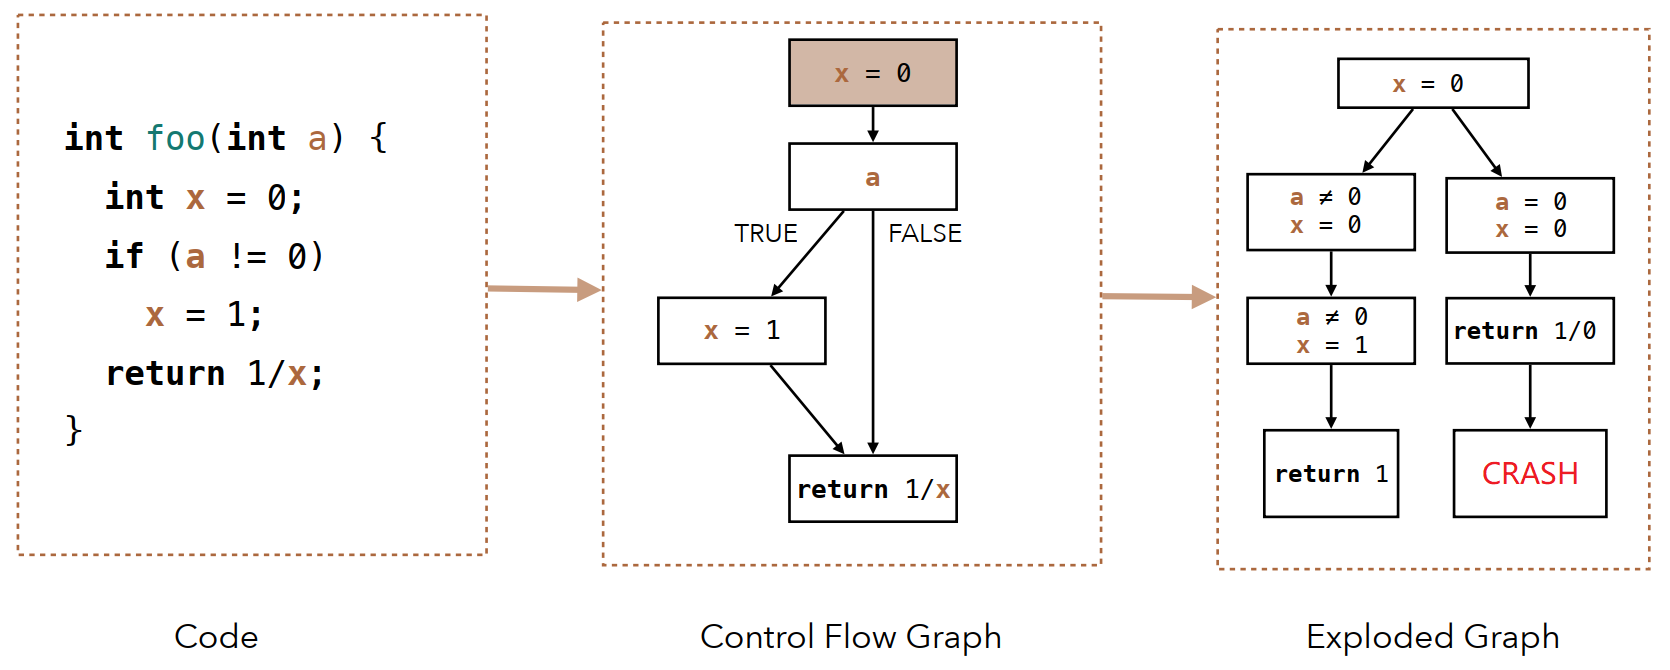 int foo(int a) {
int x = 0;
if (a != 0)
x = 1;
return 1/x;
}
Code
x = 0
a
TRUE
FALSE
x = 1
return 1/x
Control Flow Graph
x = 0
a ≠ 0
x = 0
a = 0
x = 0
a ≠ 0
x = 1
return 1/0
return 1
CRASH
Exploded Graph